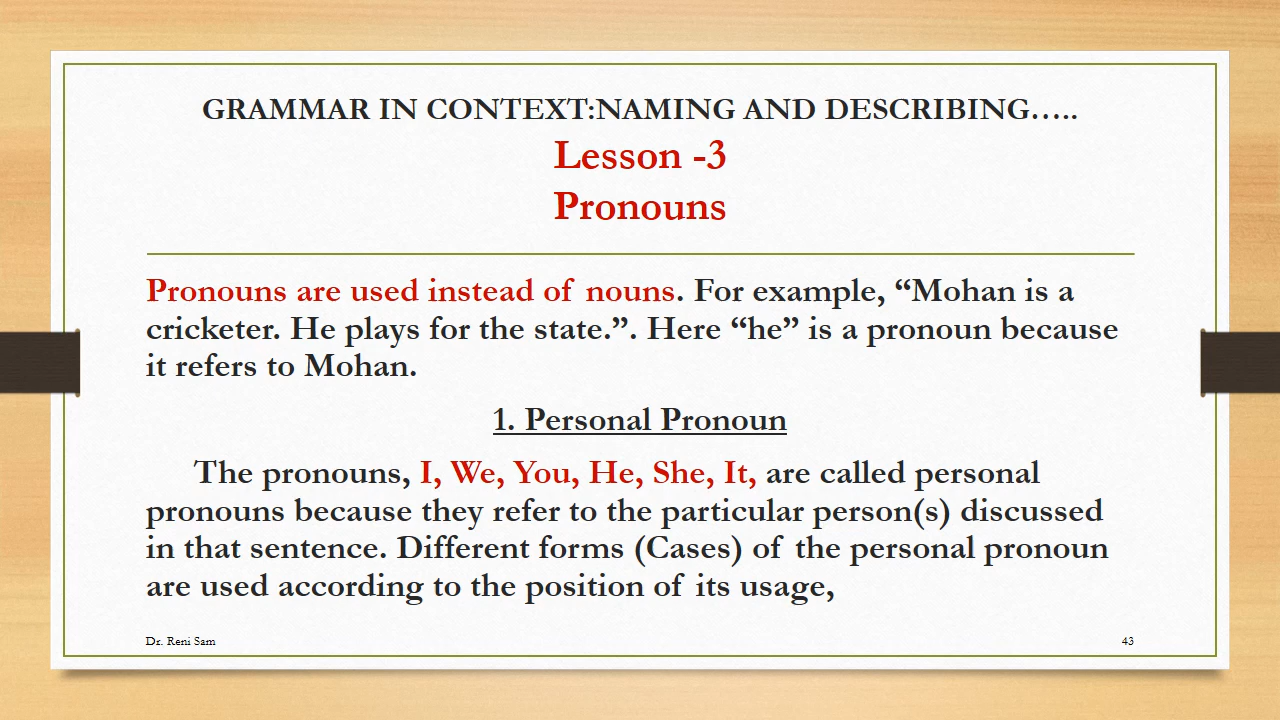 GRAMMAR IN CONTEXT:NAMING AND DESCRIBING…..
Lesson -3
Pronouns
Pronouns are used instead of nouns. For example, “Mohan is a
cricketer. He plays for the state.”. Here “he” is a pronoun because
it refers to Mohan.
1. Personal Pronoun
The pronouns, I, We, You, He, She, It, are called personal
pronouns because they refer to the particular person(s) discussed
in that sentence. Different forms (Cases) of the personal pronoun
are used according to the position of its usage,
Dr. Reni Sam
43